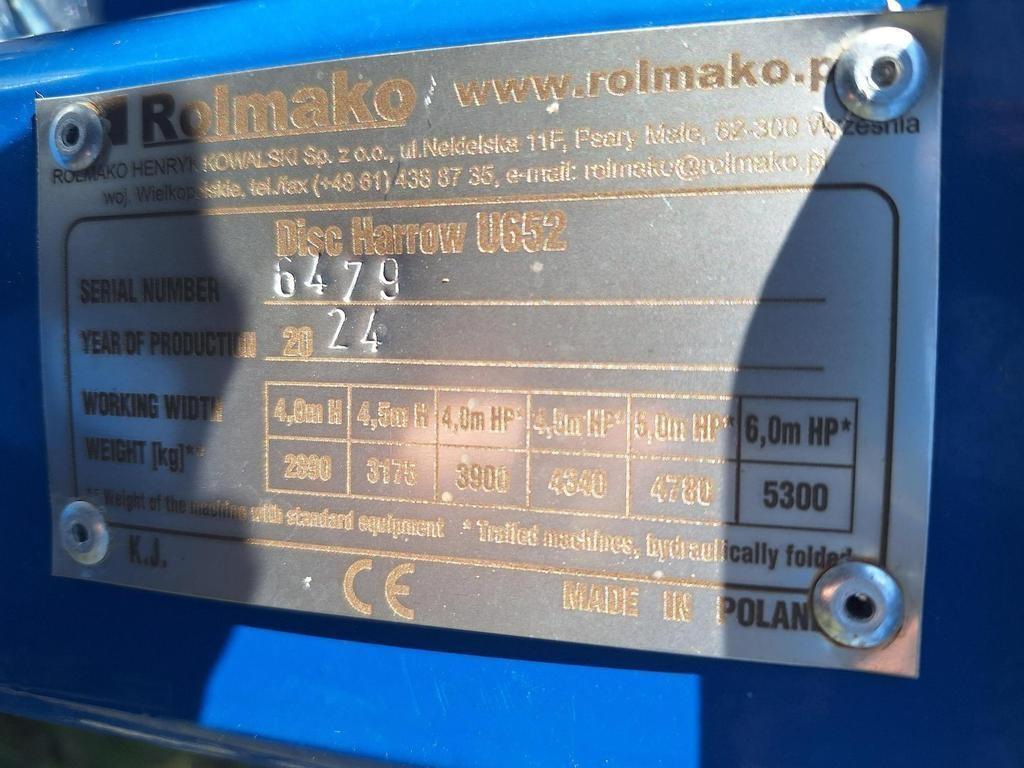 Rolmako www.rolmako.p
ROLMAKO HENRYK KOWALSKI Sp. z o.o., ul.Nekielska 11F, Psary Małe, 62-300 Września
woj. Wielkopolskie, tel./fax (+48 61) 438 87 35, e-mail: rolmako@rolmako.pl
Disc Harrow U652
SERIAL NUMBER 6479
YEAR OF PRODUCTION 20 24
WORKING WIDTH 4,0m H 4,5m H 4,0m HP* 4,5m HP* 5,0m HP* 6,0m HP*
WEIGHT [kg]** 2890 3175 3900 4340 4780 5300
** Weight of the machine with standard equipment * Trailed machines, hydraulically folded
K.J. CE MADE IN POLAND